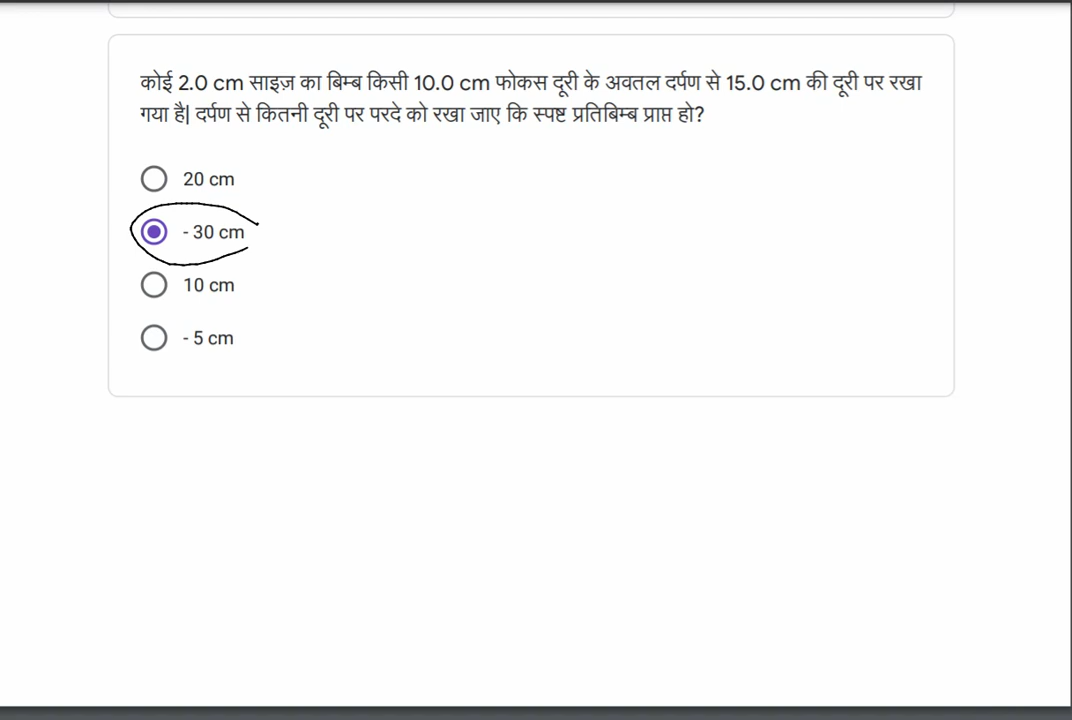 कोई 2.0 cm साइज़ का बिम्ब किसी 10.0 cm फोकस दूरी के अवतल दर्पण से 15.0 cm की दूरी पर रखा
गया है| दर्पण से कितनी दूरी पर परदे को रखा जाए कि स्पष्ट प्रतिबिम्ब प्राप्त हो?
20 cm
- 30 cm
10 cm
- 5 cm